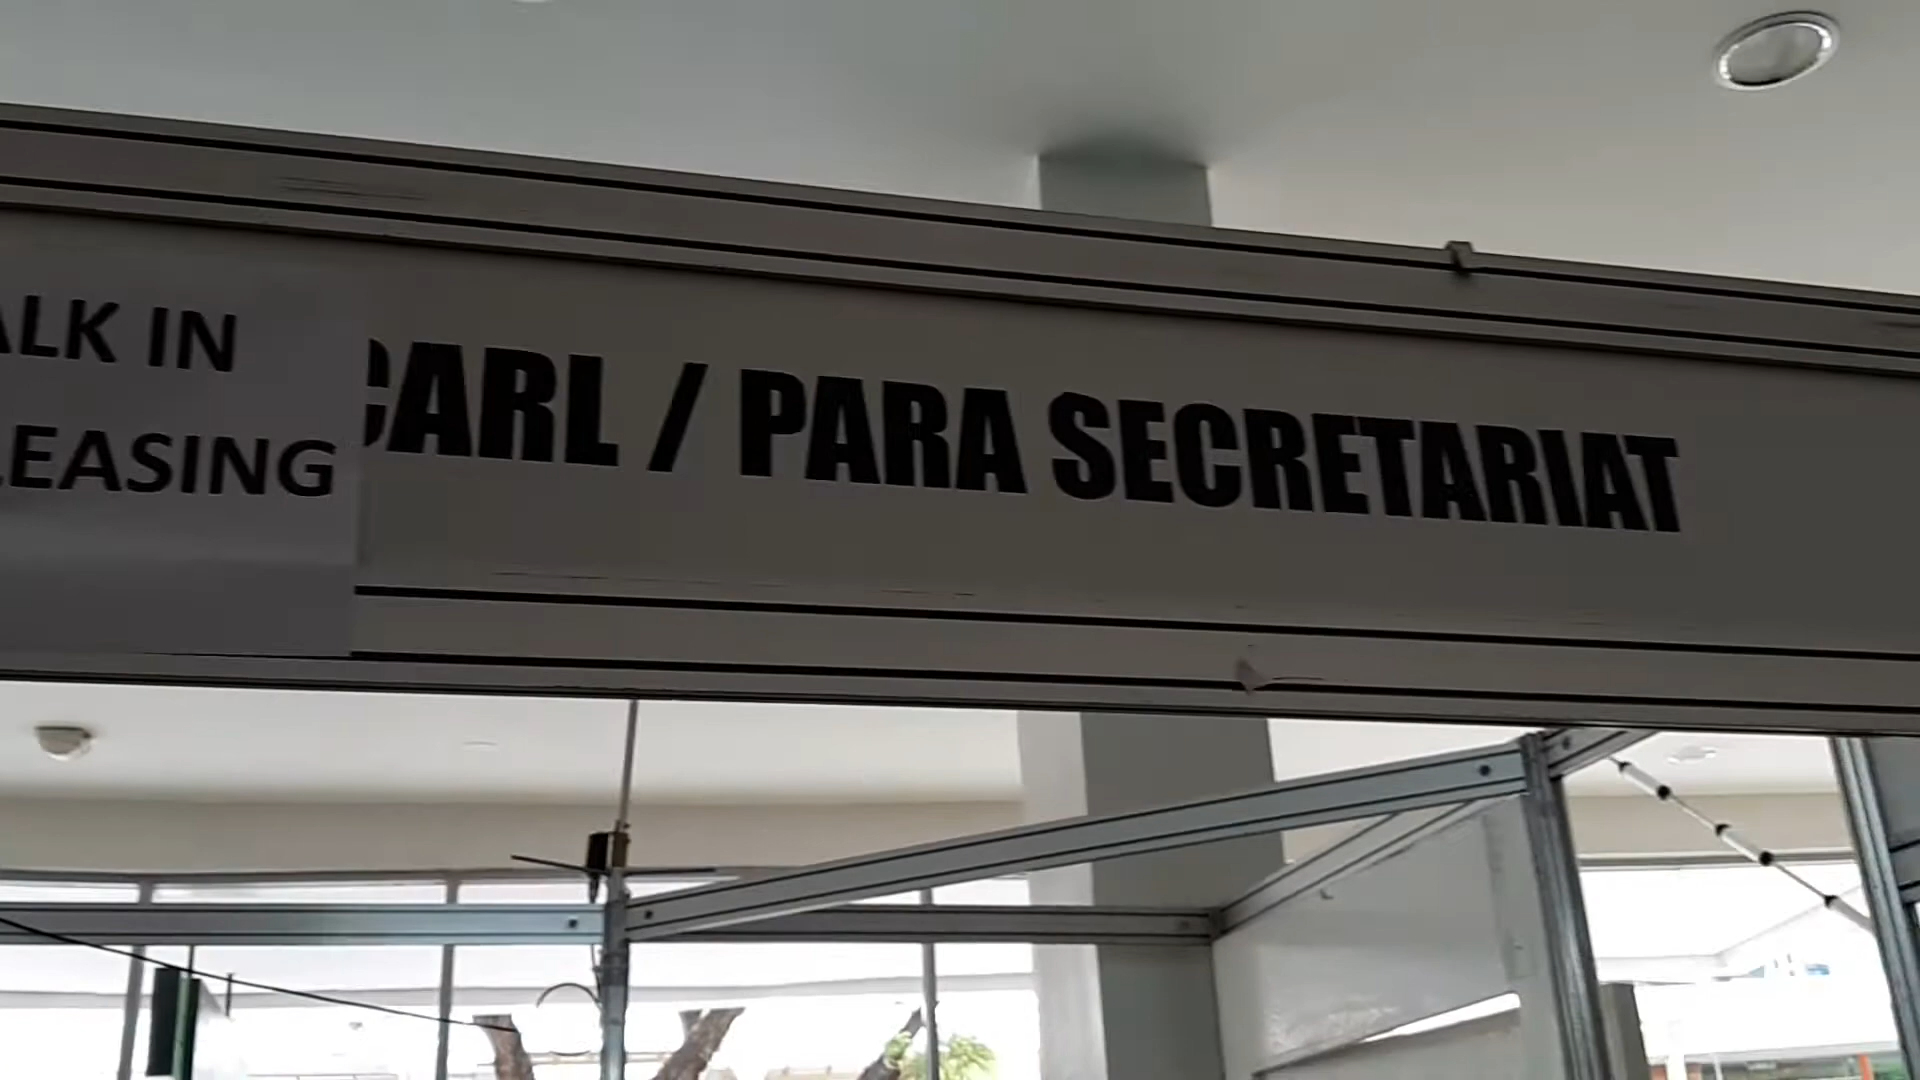 ALK IN
EASING
CARL / PARA SECRETARIAT